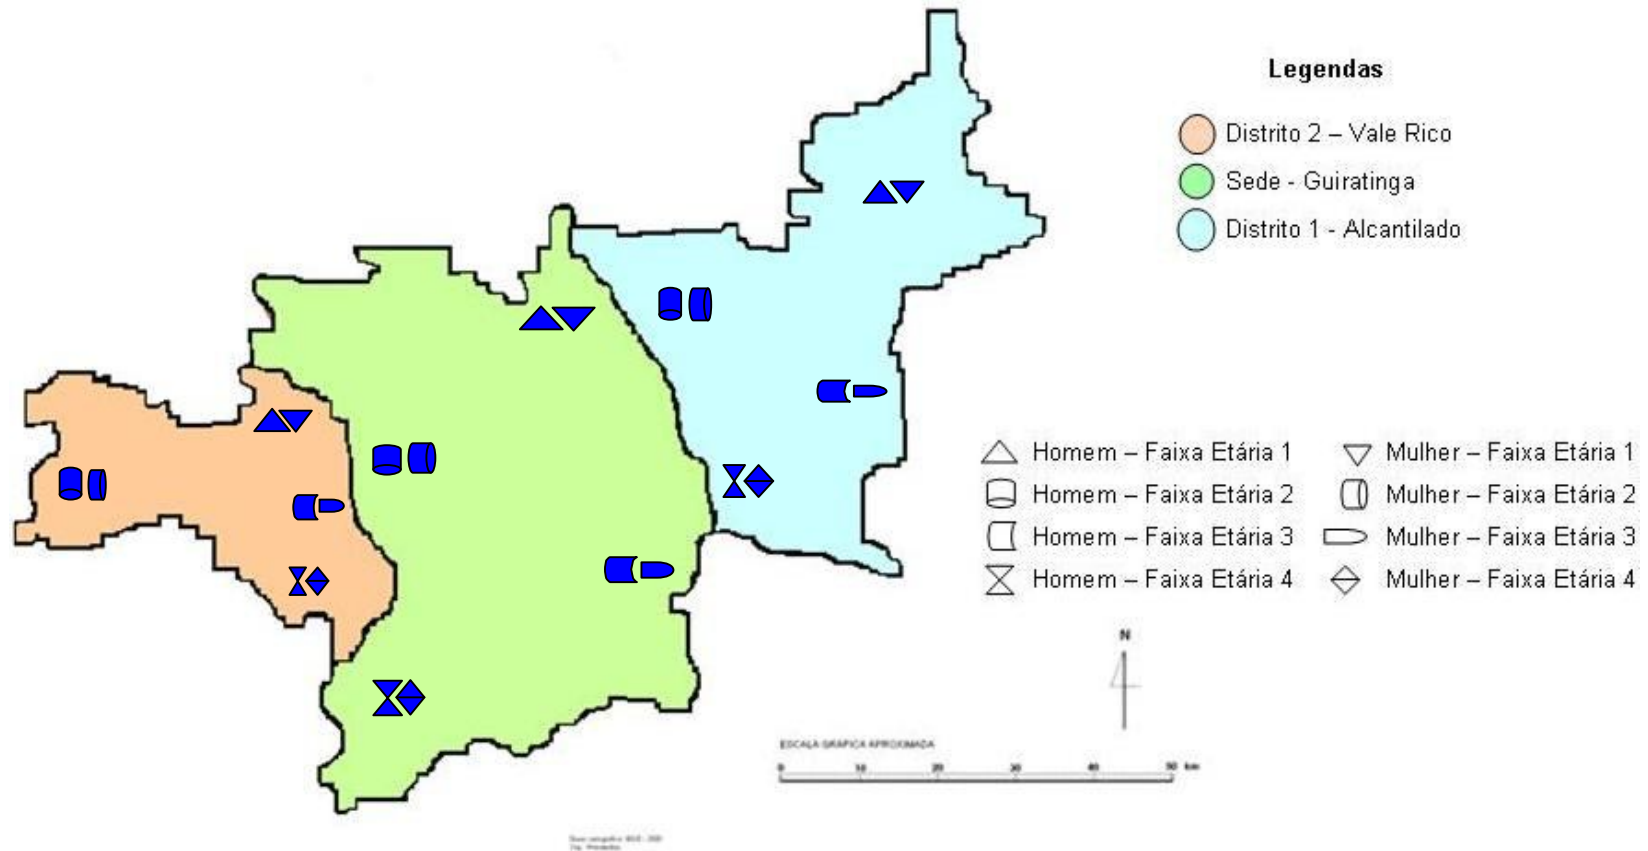 Legendas
Distrito 2 – Vale Rico
Sede - Guiratinga
Distrito 1 - Alcantilado
Homem – Faixa Etária 1
Mulher – Faixa Etária 1
Homem – Faixa Etária 2
Mulher – Faixa Etária 2
Homem – Faixa Etária 3
Mulher – Faixa Etária 3
Homem – Faixa Etária 4
Mulher – Faixa Etária 4
N
ESCALA GRÁFICA APROXIMADA
0 10 20 30 40 50 km